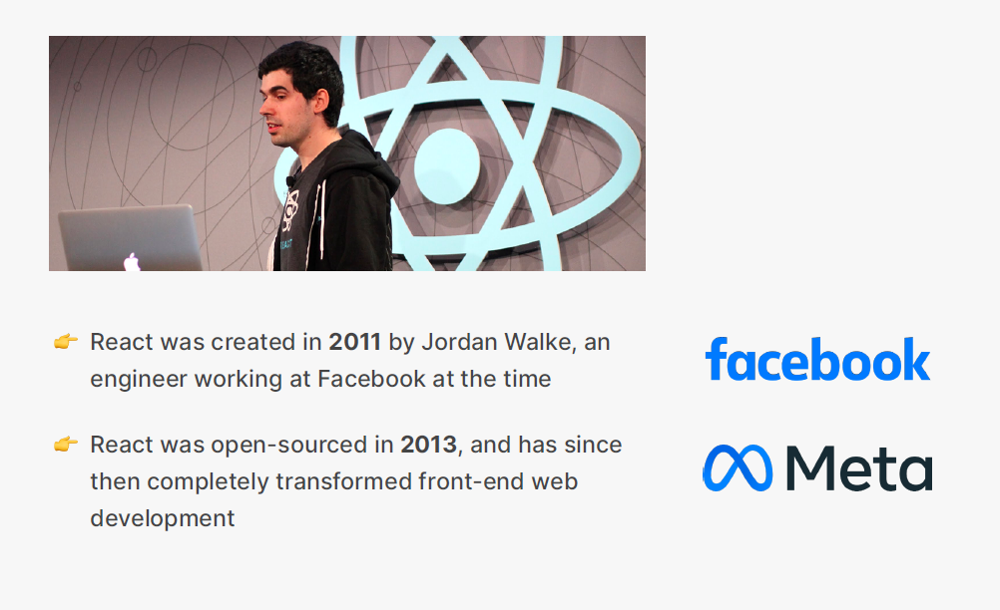 REACT
👉 React was created in 2011 by Jordan Walke, an
engineer working at Facebook at the time
👉 React was open-sourced in 2013, and has since
then completely transformed front-end web
development
facebook
Meta